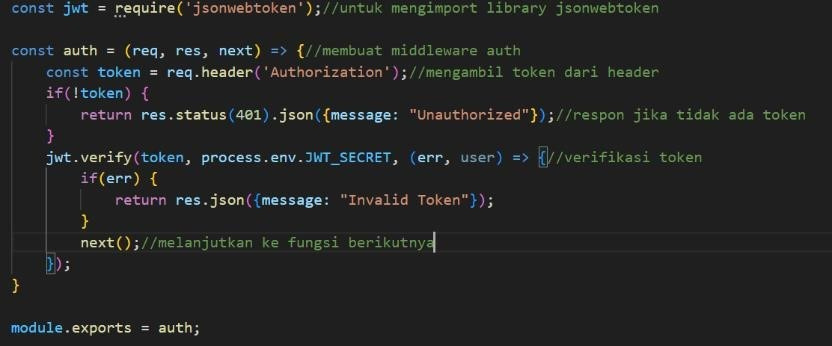 const jwt = require('jsonwebtoken');//untuk mengimport library jsonwebtoken
const auth = (req, res, next) => {//membuat middleware auth
const token = req.header('Authorization');//mengambil token dari header
if(!token) {
return res.status(401).json({message: "Unauthorized"});//respon jika tidak ada token
}
jwt.verify(token, process.env.JWT_SECRET, (err, user) => {//verifikasi token
if(err) {
return res.json({message: "Invalid Token"});
}
next();//melanjutkan ke fungsi berikutnya
});
}
module.exports = auth;